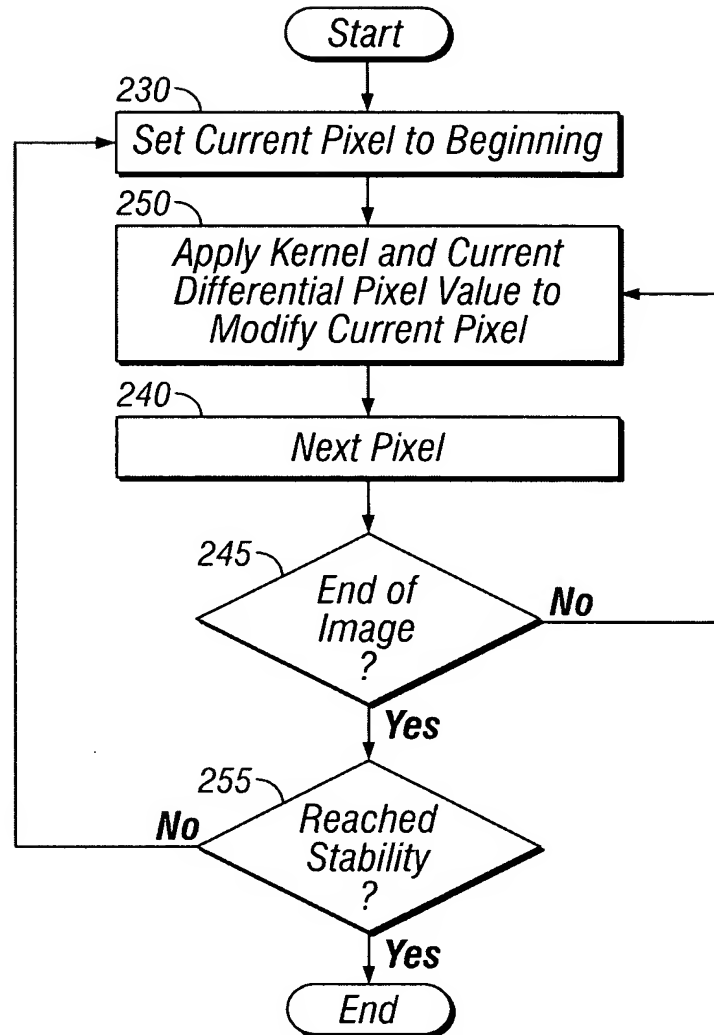 Start
230
Set Current Pixel to Beginning
250
Apply Kernel and Current
Differential Pixel Value to
Modify Current Pixel
240
Next Pixel
245
End of
Image
?
No
Yes
255
Reached
Stability
?
No
Yes
End